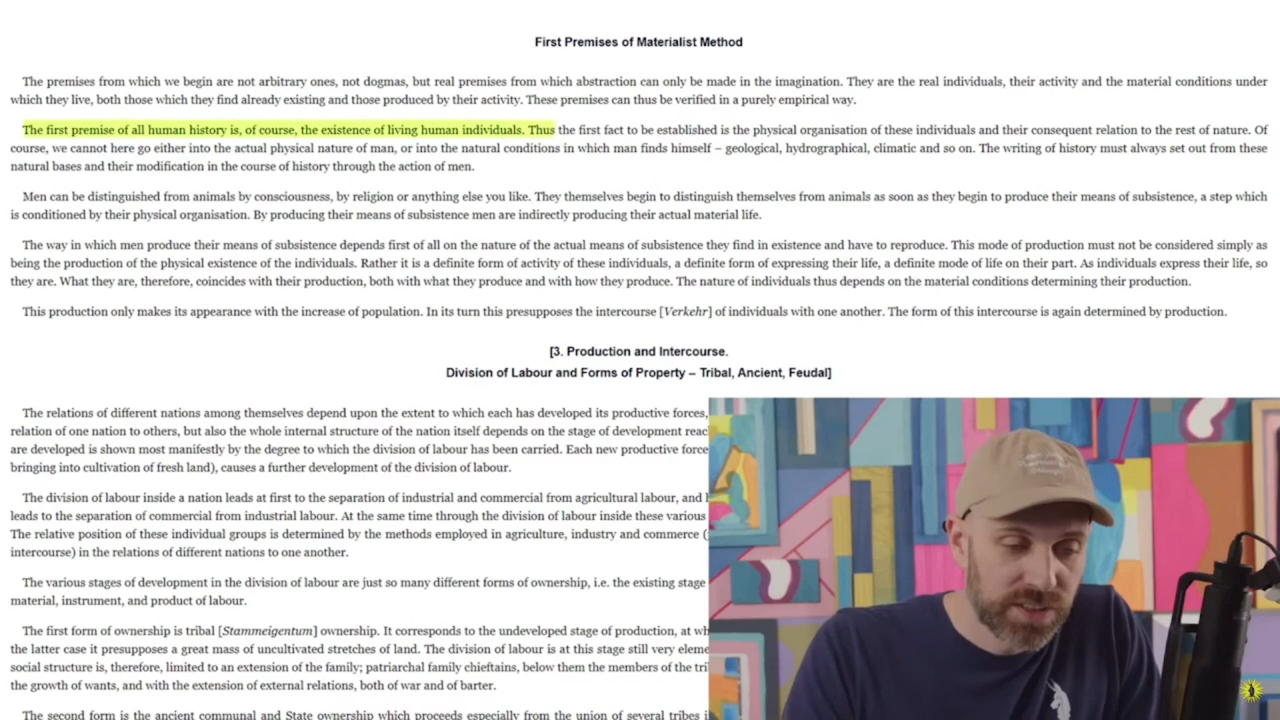 First Premises of Materialist Method
The premises from which we begin are not arbitrary ones, not dogmas, but real premises from which abstraction can only be made in the imagination. They are the real individuals, their activity and the material conditions under
which they live, both those which they find already existing and those produced by their activity. These premises can thus be verified in a purely empirical way.
The first premise of all human history is, of course, the existence of living human individuals. Thus the first fact to be established is the physical organisation of these individuals and their consequent relation to the rest of nature. Of
course, we cannot here go either into the actual physical nature of man, or into the natural conditions in which man finds himself – geological, hydrographical, climatic and so on. The writing of history must always set out from these
natural bases and their modification in the course of history through the action of men.
Men can be distinguished from animals by consciousness, by religion or anything else you like. They themselves begin to distinguish themselves from animals as soon as they begin to produce their means of subsistence, a step which
is conditioned by their physical organisation. By producing their means of subsistence men are indirectly producing their actual material life.
The way in which men produce their means of subsistence depends first of all on the nature of the actual means of subsistence they find in existence and have to reproduce. This mode of production must not be considered simply as
being the production of the physical existence of the individuals. Rather it is a definite form of activity of these individuals, a definite form of expressing their life, a definite mode of life on their part. As individuals express their life, so
they are. What they are, therefore, coincides with their production, both with what they produce and with how they produce. The nature of individuals thus depends on the material conditions determining their production.
This production only makes its appearance with the increase of population. In its turn this presupposes the intercourse [Verkehr] of individuals with one another. The form of this intercourse is again determined by production.
[3. Production and Intercourse.
Division of Labour and Forms of Property – Tribal, Ancient, Feudal]
The relations of different nations among themselves depend upon the extent to which each has developed its productive forces,
relation of one nation to others, but also the whole internal structure of the nation itself depends on the stage of development
are developed is shown most manifestly by the degree to which the division of labour has been carried. Each new productive force
bringing into cultivation of fresh land), causes a further development of the division of labour.
The division of labour inside a nation leads at first to the separation of industrial and commercial from agricultural labour, and
leads to the separation of commercial from industrial labour. At the same time through the division of labour inside these various
The relative position of these individual groups is determined by the methods employed in agriculture, industry and commerce (
intercourse) in the relations of different nations to one another.
The various stages of development in the division of labour are just so many different forms of ownership, i.e. the existing stage
material, instrument, and product of labour.
The first form of ownership is tribal [Stammeigentum] ownership. It corresponds to the undeveloped stage of production, at
the latter case it presupposes a great mass of uncultivated stretches of land. The division of labour is at this stage still very
social structure is, therefore, limited to an extension of the family; patriarchal family chieftains, below them the members of the
the growth of wants, and with the extension of external relations, both of war and of barter.
The second form is the ancient communal and State ownership which proceeds especially from the union of several tribes